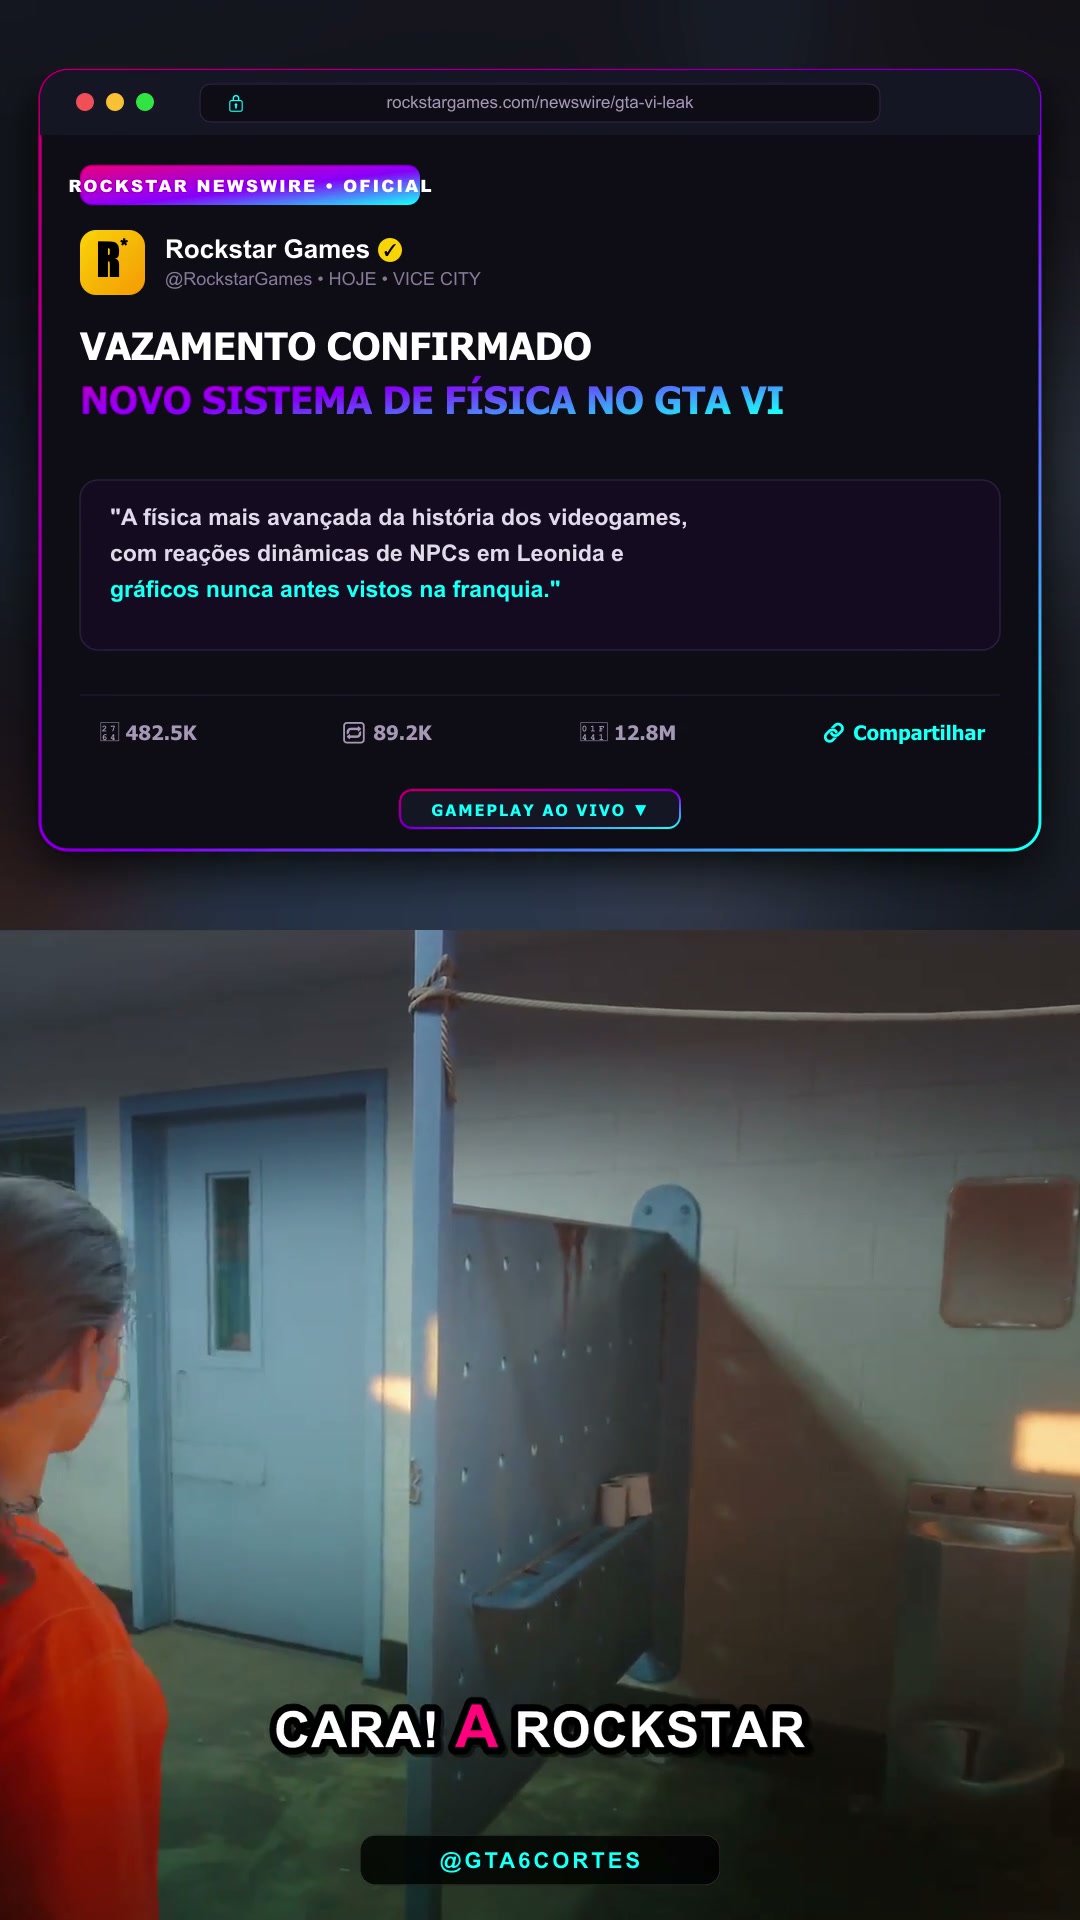 rockstargames.com/newswire/gta-vi-leak
ROCKSTAR NEWSWIRE • OFICIAL
R*
Rockstar Games ✓
@RockstarGames • HOJE • VICE CITY
VAZAMENTO CONFIRMADO
NOVO SISTEMA DE FÍSICA NO GTA VI
"A física mais avançada da história dos videogames,
com reações dinâmicas de NPCs em Leonida e
gráficos nunca antes vistos na franquia."
482.5K
89.2K
12.8M
Compartilhar
GAMEPLAY AO VIVO ▼
CARA! A ROCKSTAR
@GTA6CORTES